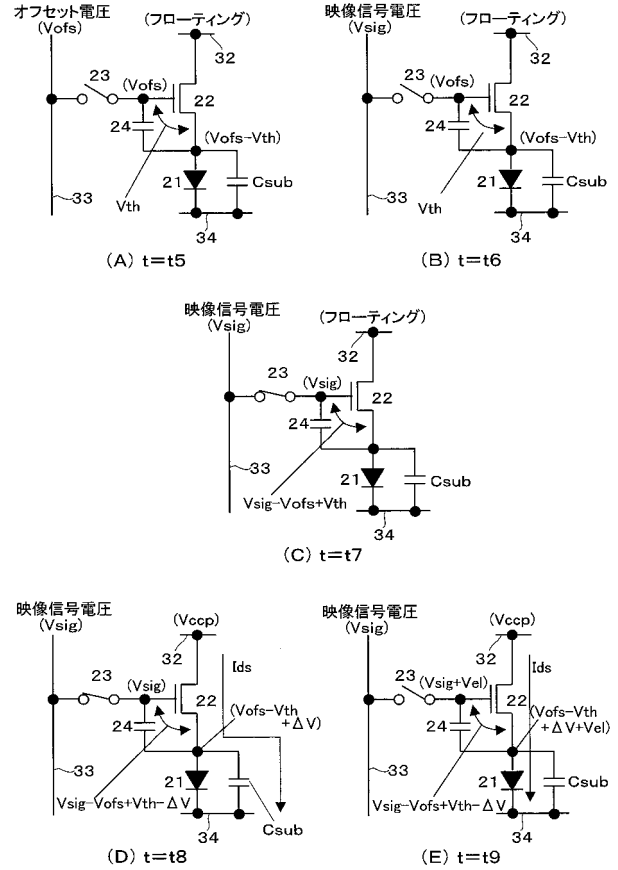 オフセット電圧
(Vofs)
(フローティング)
32
23
(Vofs)
22
24
(Vofs-Vth)
21
Csub
Vth
33
34
(A) t=t5
映像信号電圧
(Vsig)
(フローティング)
32
23
(Vofs)
22
24
(Vofs-Vth)
21
Csub
Vth
33
34
(B) t=t6
映像信号電圧
(Vsig)
(フローティング)
32
23
(Vsig)
22
24
33
21
Csub
Vsig-Vofs+Vth
34
(C) t=t7
映像信号電圧
(Vsig)
(Vccp)
32
Ids
23
(Vsig)
22
24
(Vofs-Vth
+ΔV)
33
21
Vsig-Vofs+Vth-ΔV
34
Csub
(D) t=t8
映像信号電圧
(Vsig)
(Vccp)
32
Ids
23
(Vsig+Vel)
22
24
(Vofs-Vth
+ΔV+Vel)
33
21
Csub
Vsig-Vofs+Vth-ΔV
34
(E) t=t9